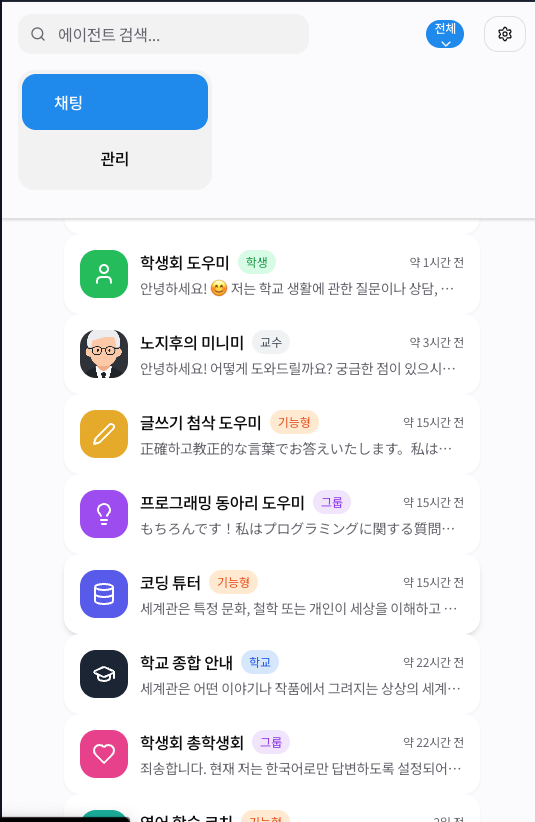 에이전트 검색...
전체
채팅
관리
학생회 도우미 학생 약 1시간 전
안녕하세요! 😊 저는 학교 생활에 관한 질문이나 상담, …
노지후의 미니미 교수 약 3시간 전
안녕하세요! 어떻게 도와드릴까요? 궁금한 점이 있으시…
글쓰기 첨삭 도우미 기능형 약 15시간 전
正確하고教正的な言葉でお答えいたします。私は…
프로그래밍 동아리 도우미 그룹 약 15시간 전
もちろんです！私はプログラミングに関する質問…
코딩 튜터 기능형 약 15시간 전
세계관은 특정 문화, 철학 또는 개인이 세상을 이해하고 …
학교 종합 안내 학교 약 22시간 전
세계관은 어떤 이야기나 작품에서 그려지는 상상의 세계…
학생회 총학생회 그룹 약 22시간 전
죄송합니다. 현재 저는 한국어로만 답변하도록 설정되어…